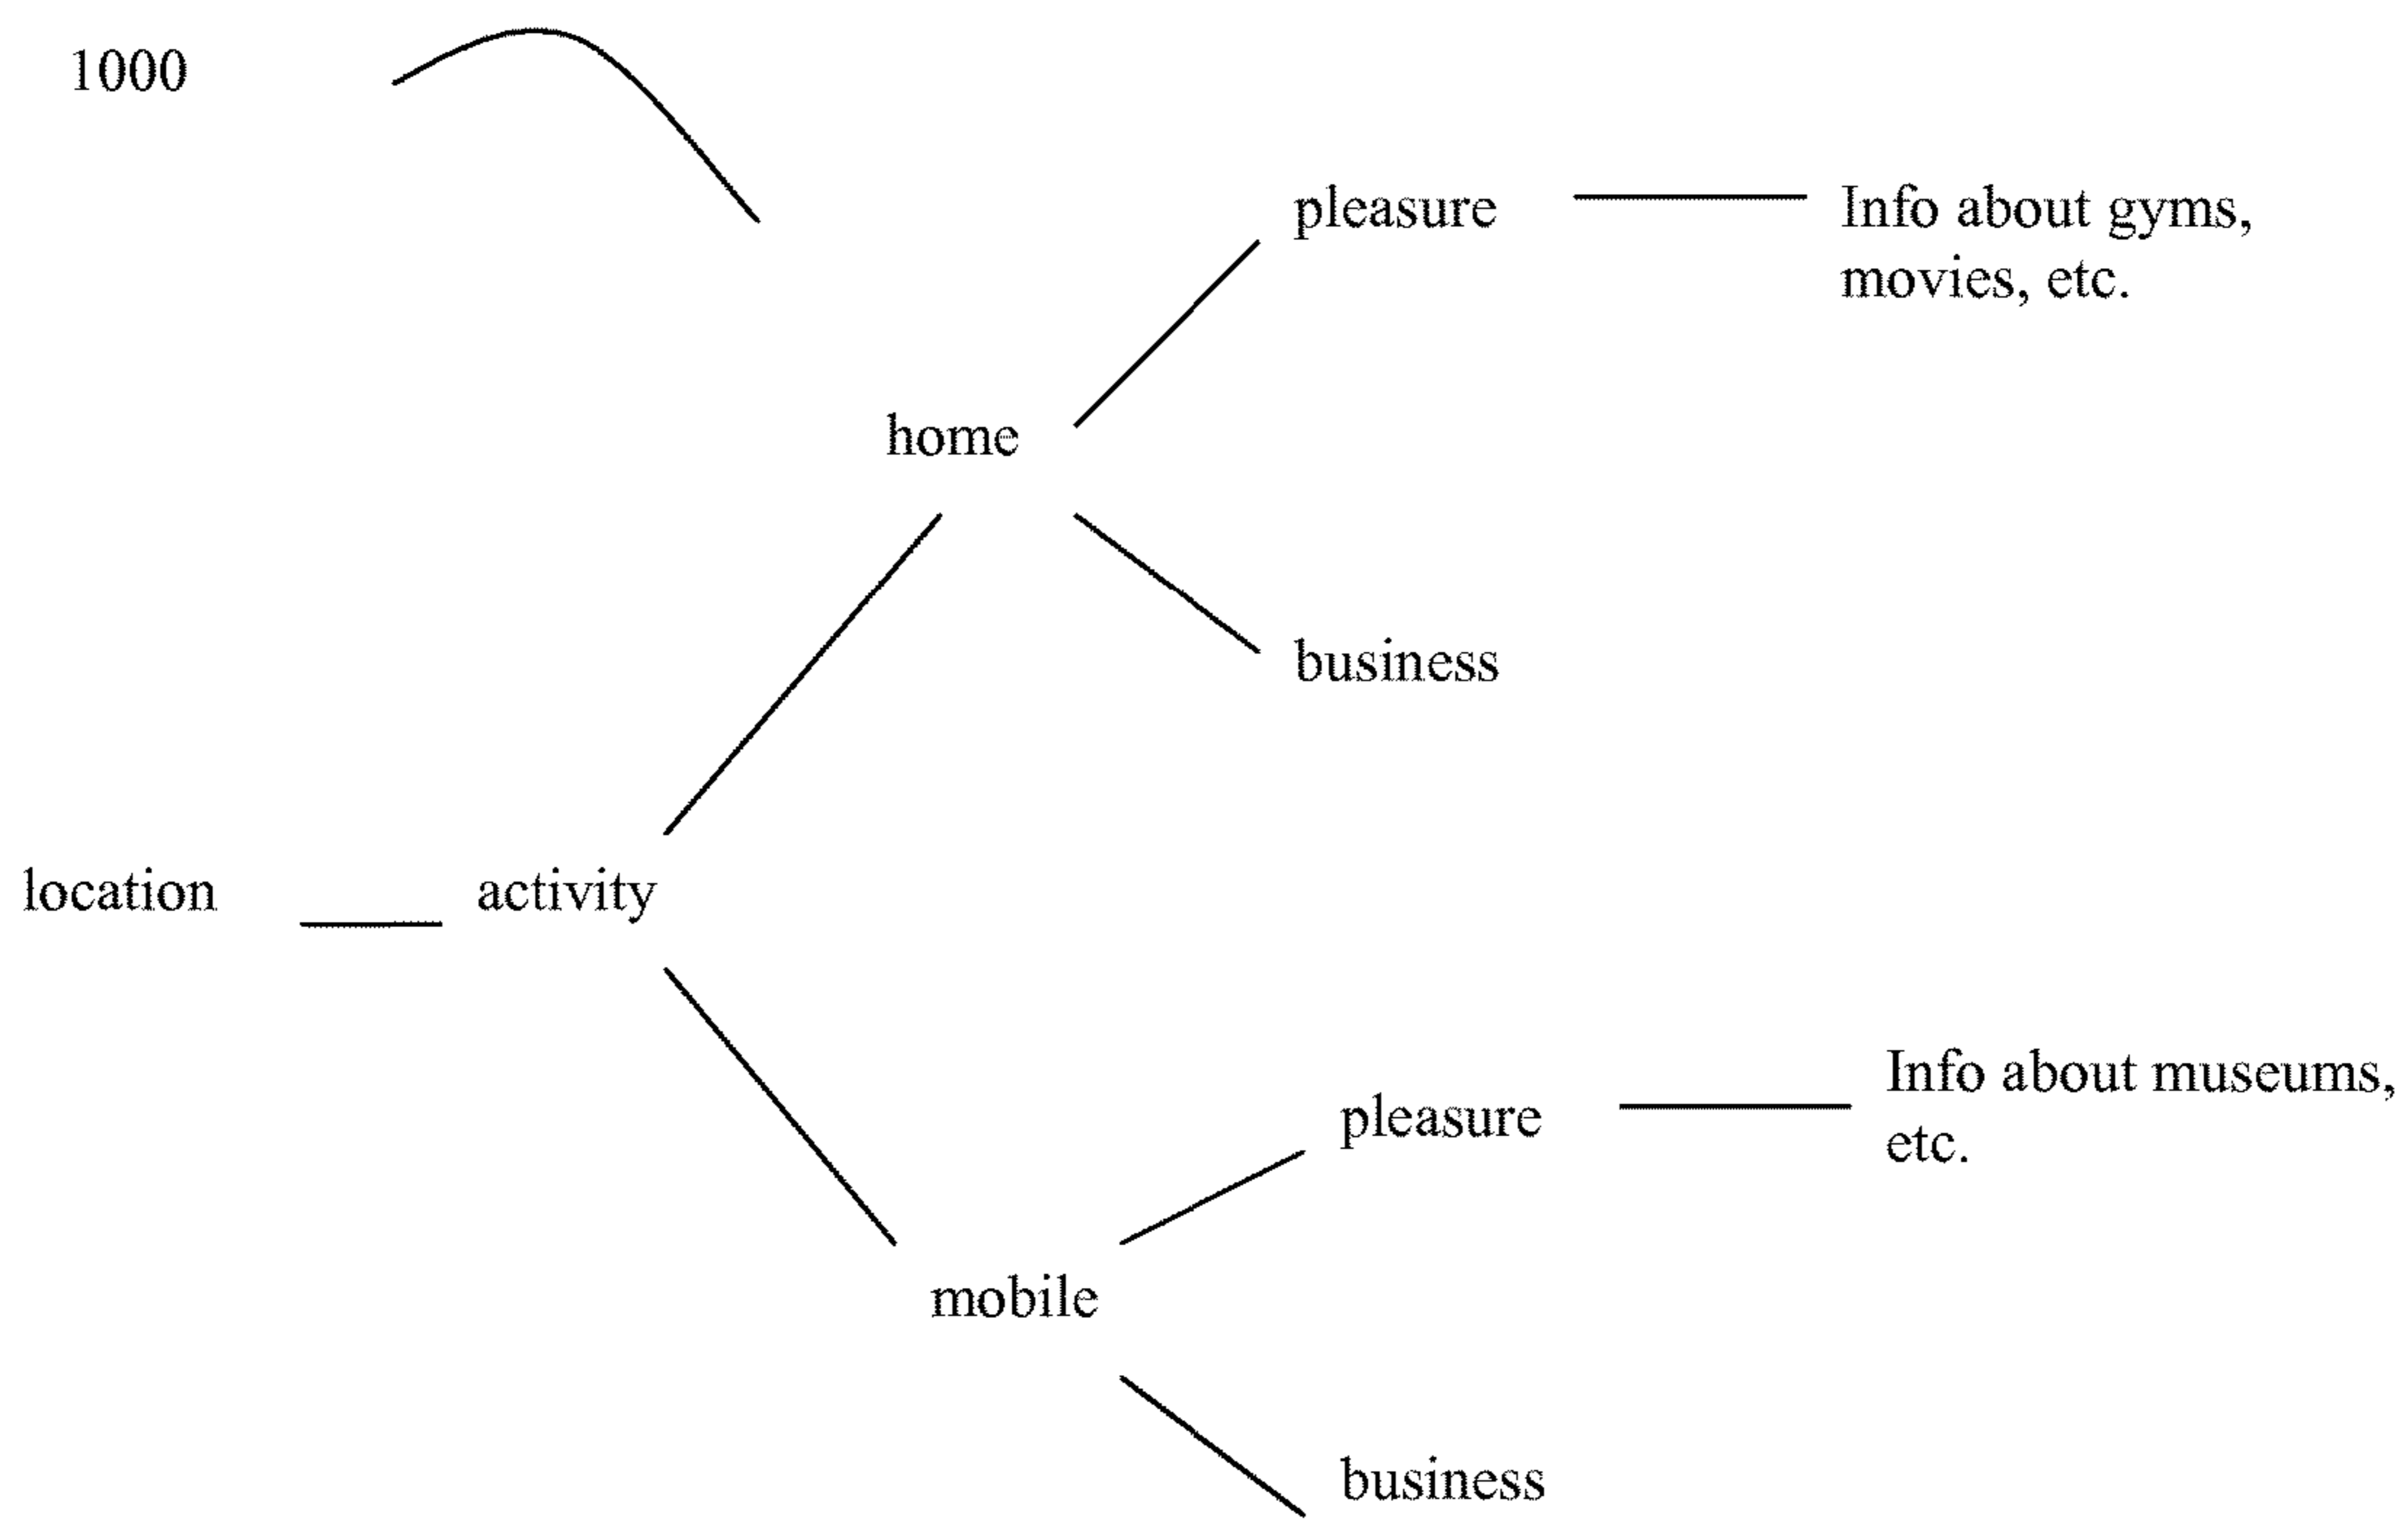 1000
pleasure
Info about gyms,
movies, etc.
home
business
location
activity
pleasure
Info about museums,
etc.
mobile
business